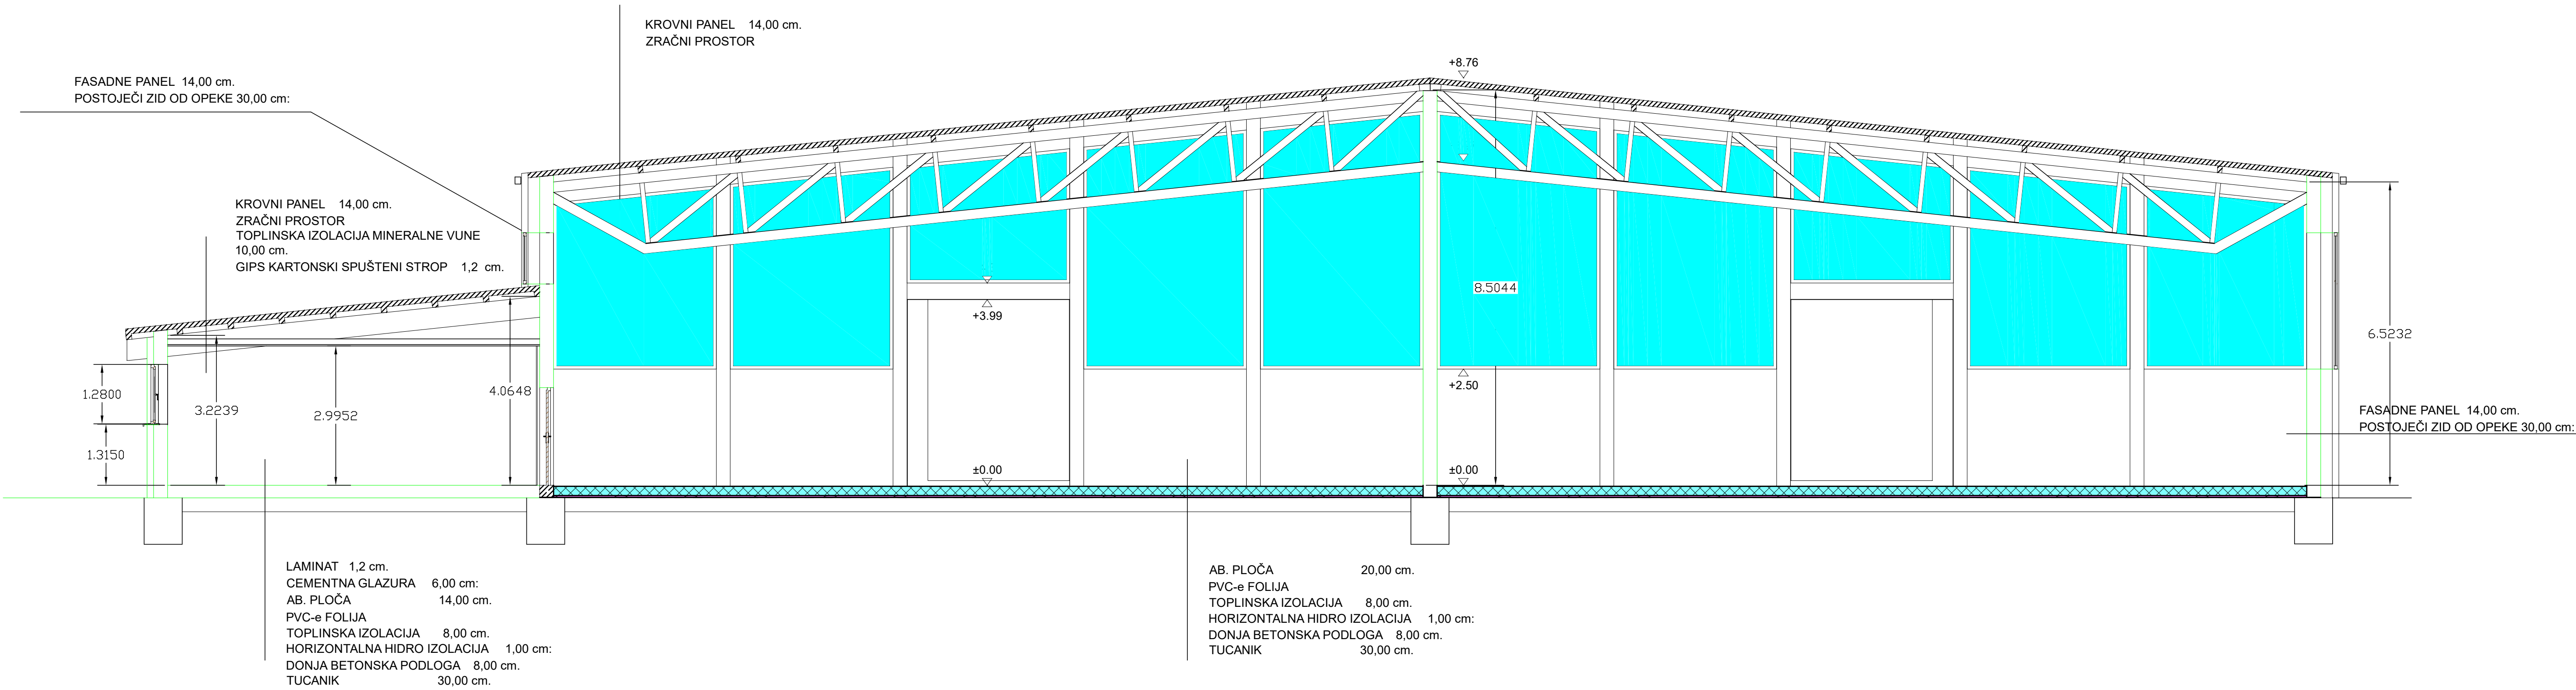 KROVNI PANEL 14,00 cm.
ZRAČNI PROSTOR
FASADNE PANEL 14,00 cm.
POSTOJEČI ZID OD OPEKE 30,00 cm:
+8.76
KROVNI PANEL 14,00 cm.
ZRAČNI PROSTOR
TOPLINSKA IZOLACIJA MINERALNE VUNE
10,00 cm.
GIPS KARTONSKI SPUŠTENI STROP 1,2 cm.
8.5044
+3.99
6.5232
1.2800
3.2239
2.9952
4.0648
+2.50
FASADNE PANEL 14,00 cm.
POSTOJEČI ZID OD OPEKE 30,00 cm:
1.3150
±0.00
±0.00
LAMINAT 1,2 cm.
CEMENTNA GLAZURA 6,00 cm:
AB. PLOČA 14,00 cm.
PVC-e FOLIJA
TOPLINSKA IZOLACIJA 8,00 cm.
HORIZONTALNA HIDRO IZOLACIJA 1,00 cm:
DONJA BETONSKA PODLOGA 8,00 cm.
TUCANIK 30,00 cm.
AB. PLOČA 20,00 cm.
PVC-e FOLIJA
TOPLINSKA IZOLACIJA 8,00 cm.
HORIZONTALNA HIDRO IZOLACIJA 1,00 cm:
DONJA BETONSKA PODLOGA 8,00 cm.
TUCANIK 30,00 cm.